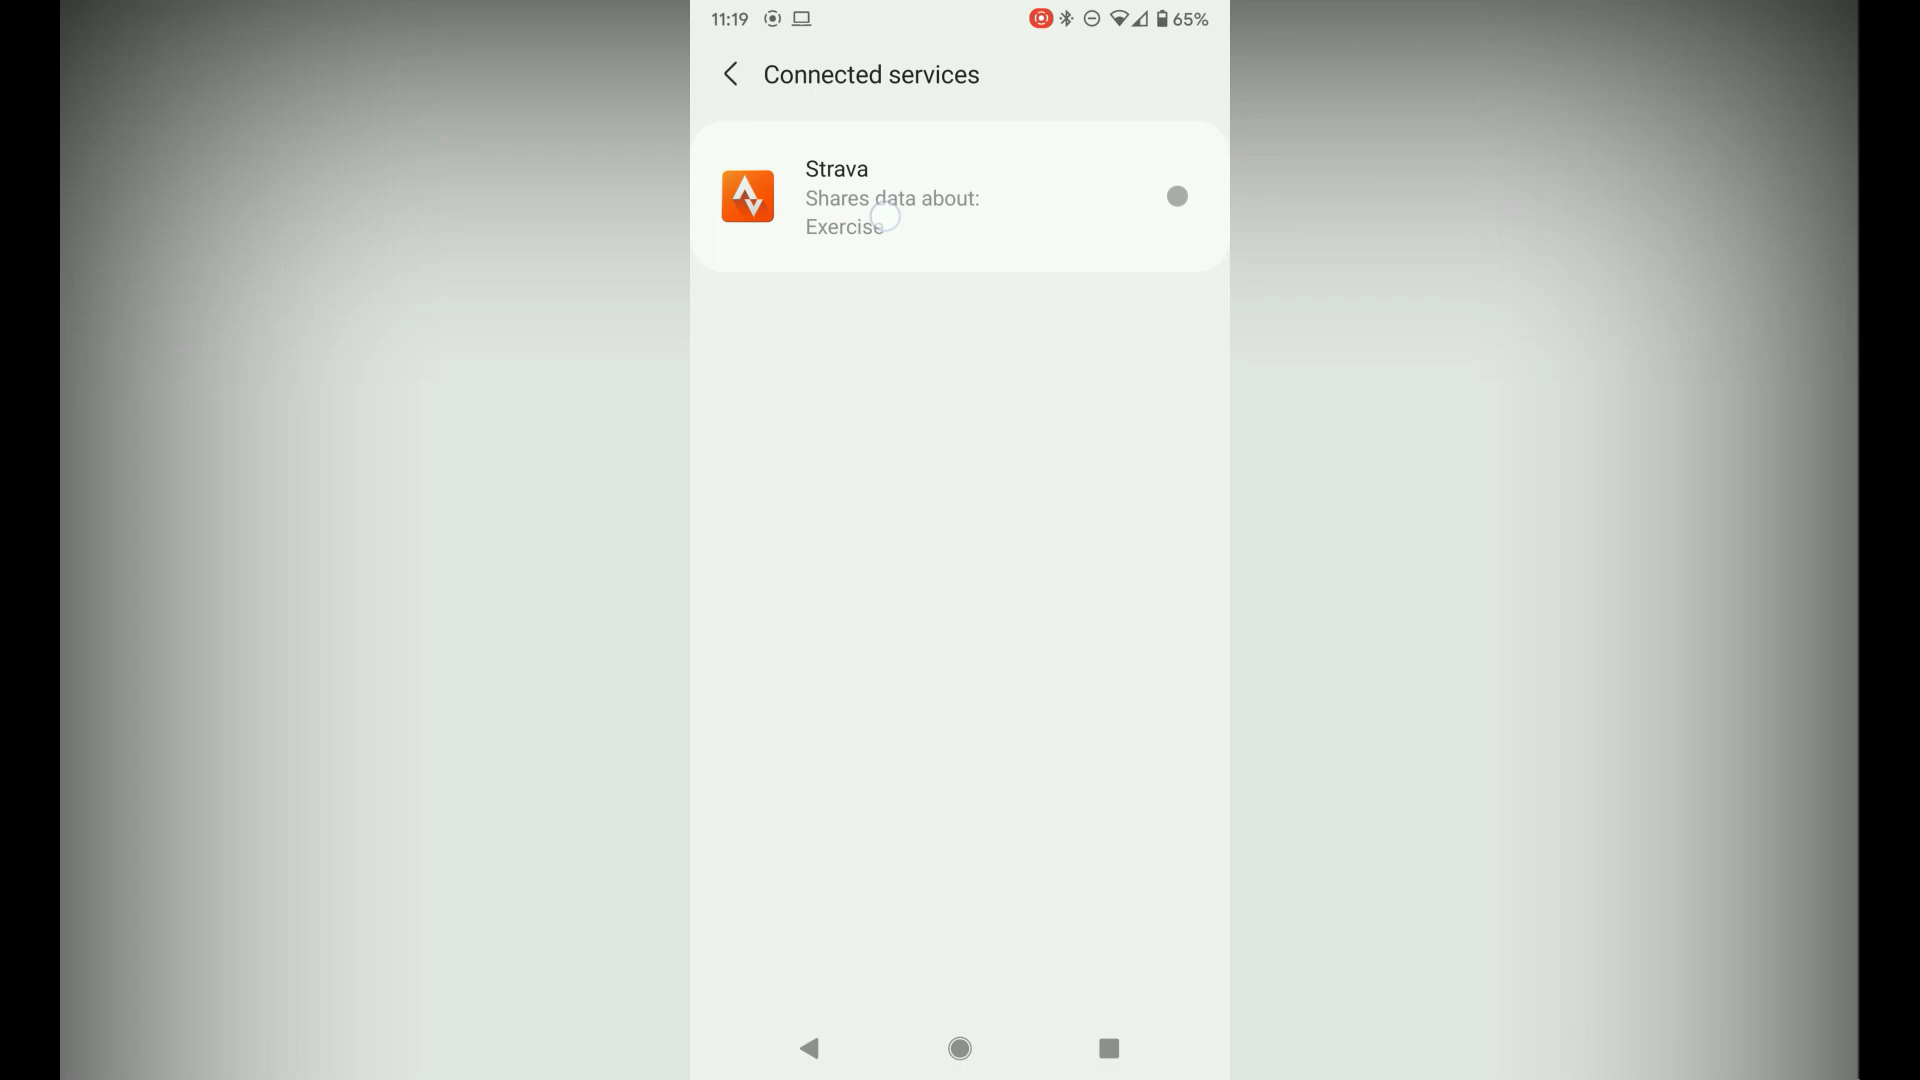 11:19
65%
Connected services
Strava
Shares data about:
Exercise